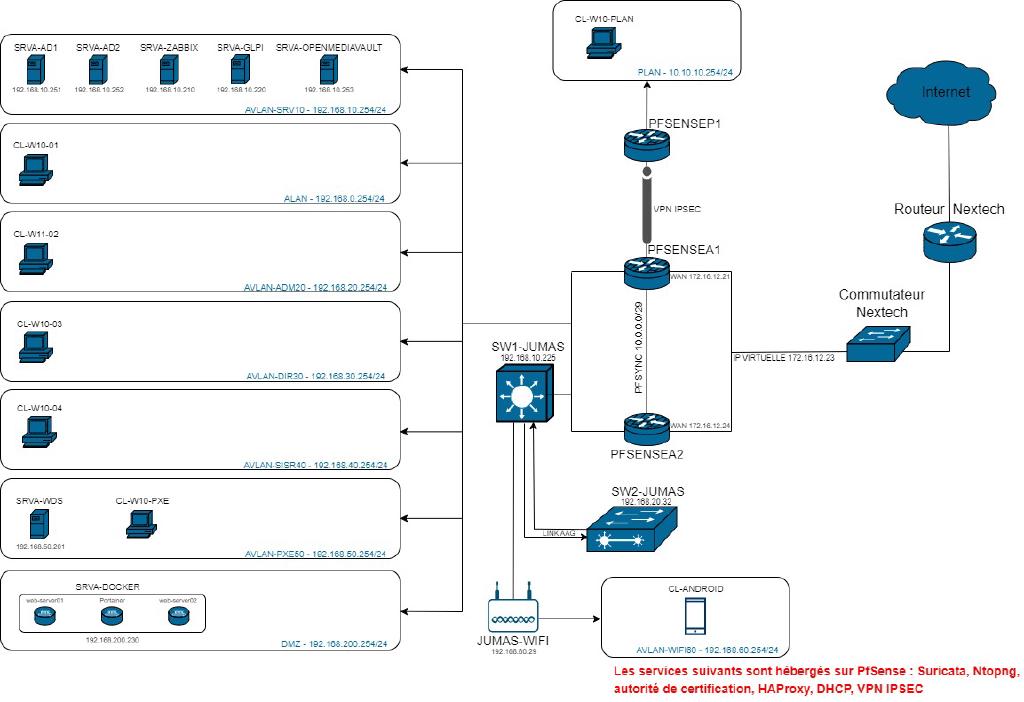 CL-W10-PLAN
PLAN - 10.10.10.254/24
SRVA-AD1
SRVA-AD2
SRVA-ZABBIX
SRVA-GLPI
SRVA-OPENMEDIAVAULT
192.168.10.251
192.168.10.252
192.168.10.210
192.168.10.220
192.168.10.253
AVLAN-SRV10 - 192.168.10.254/24
Internet
PFSENSEP1
CL-W10-01
ALAN - 192.168.0.254/24
VPN IPSEC
Routeur Nextech
CL-W11-02
AVLAN-ADM20 - 192.168.20.254/24
PFSENSEA1
WAN 172.16.12.21
Commutateur
Nextech
CL-W10-03
AVLAN-DIR30 - 192.168.30.254/24
PFSYNC 10.0.0.0/29
SW1-JUMAS
192.168.10.225
IP VIRTUELLE 172.16.12.23
CL-W10-04
AVLAN-SISR40 - 192.168.40.254/24
WAN 172.16.12.24
PFSENSEA2
SRVA-WDS
CL-W10-PXE
192.168.50.201
AVLAN-PXE50 - 192.168.50.254/24
SW2-JUMAS
192.168.20.32
LINK AAG
SRVA-DOCKER
web-server01
Portainer
web-server02
192.168.200.230
DMZ - 192.168.200.254/24
JUMAS-WIFI
CL-ANDROID
AVLAN-WIFI60 - 192.168.60.254/24
Les services suivants sont hébergés sur PfSense : Suricata, Ntopng,
autorité de certification, HAProxy, DHCP, VPN IPSEC